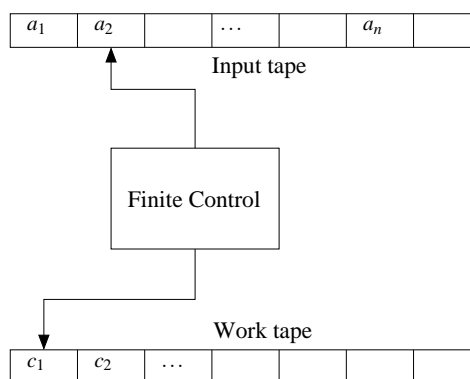 a₁ a₂ ... aₙ
Input tape
Finite Control
Work tape
c₁ c₂ ...